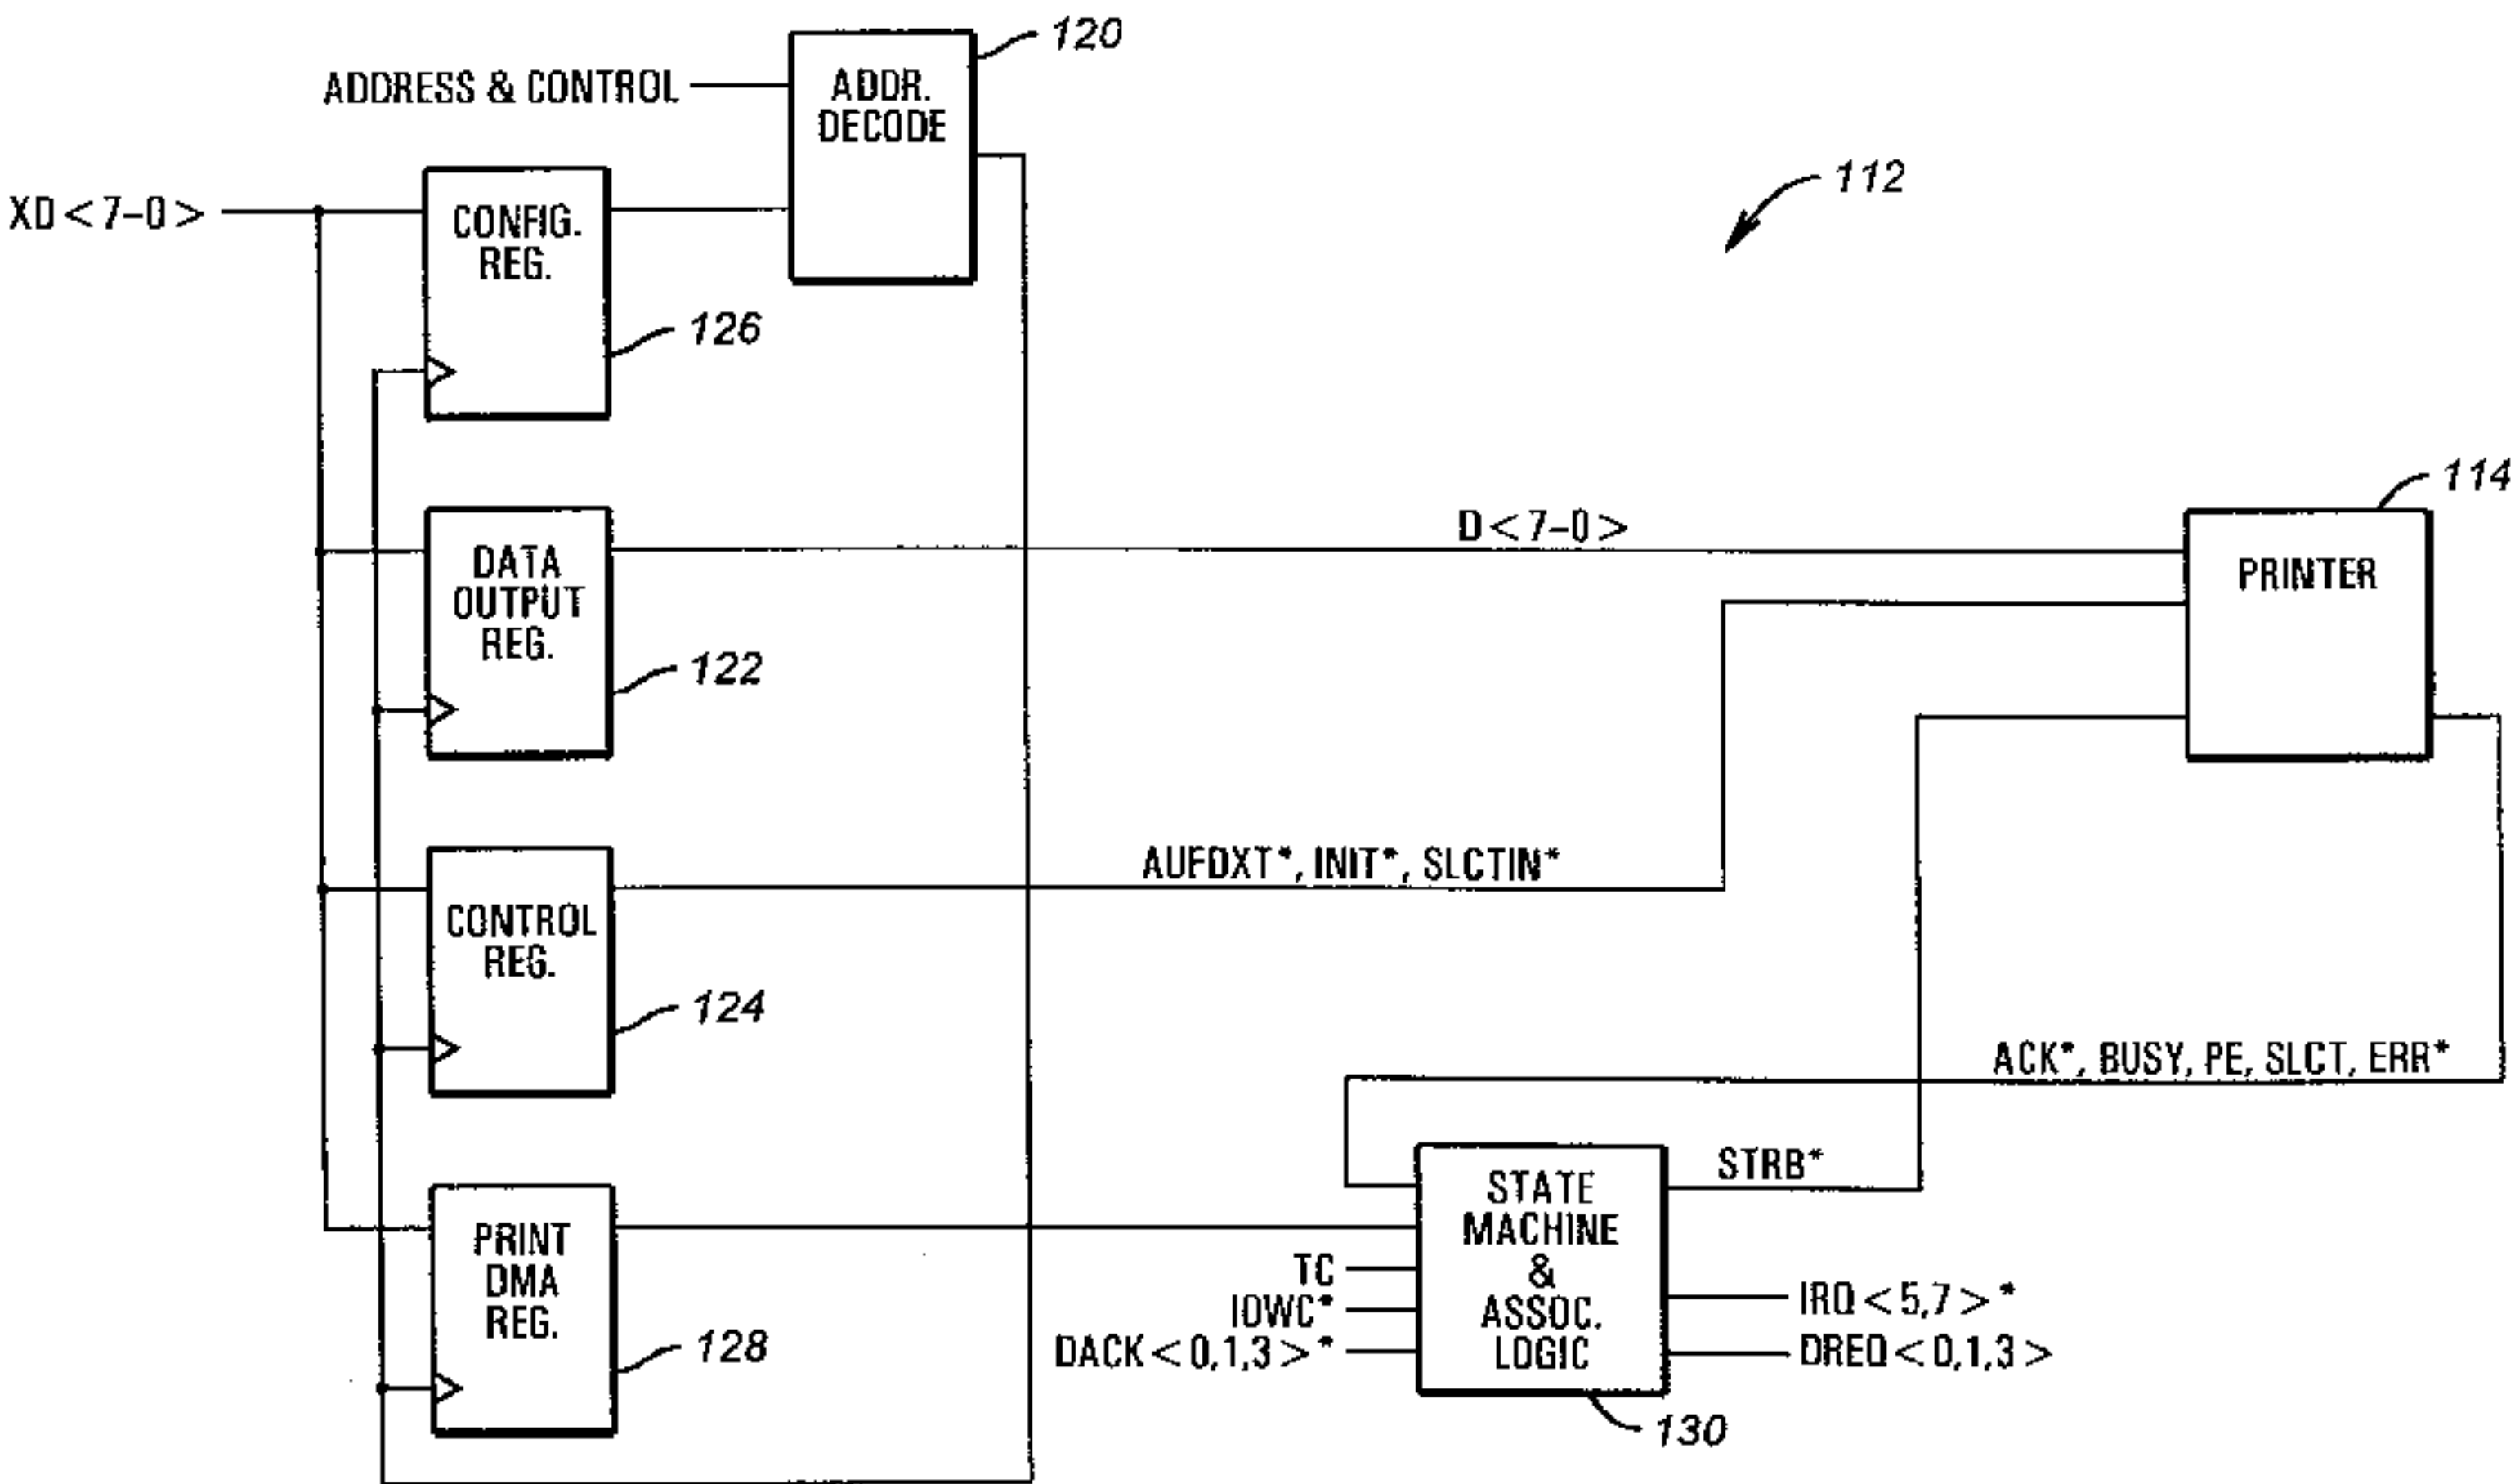 120
ADDRESS & CONTROL
ADDR.
DECODE
112
XD<7-0>
CONFIG.
REG.
126
114
D<7-0>
DATA
OUTPUT
REG.
PRINTER
122
AUFDXT*, INIT*, SLCTIN*
CONTROL
REG.
124
ACK*, BUSY, PE, SLCT, ERR*
STRB*
STATE
MACHINE
&
ASSOC.
LOGIC
PRINT
DMA
REG.
TC
IOWC*
DACK<0,1,3>*
IRQ<5,7>*
DREQ<0,1,3>
128
130